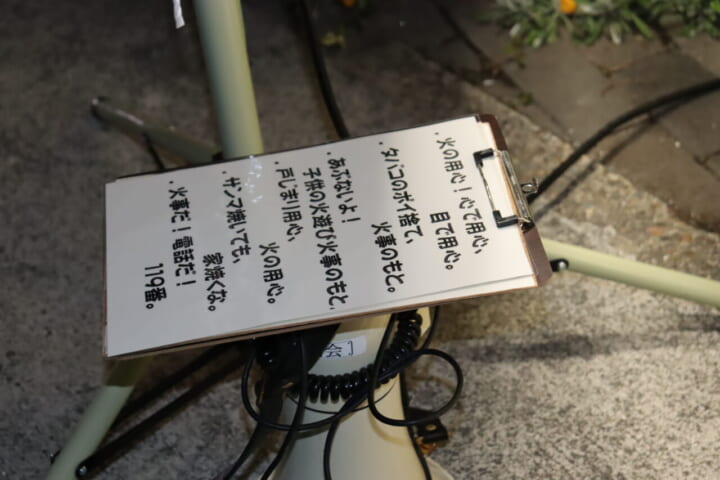 ・火の用心！心で用心、
目で用心。
・タバコのポイ捨て、
火事のもと。
・あぶないよ！
子供の火遊び火事のもと、
・戸じまり用心、
火の用心。
・サンマ焼いても、
家焼くな。
・火事だ！電話だ！
119番。